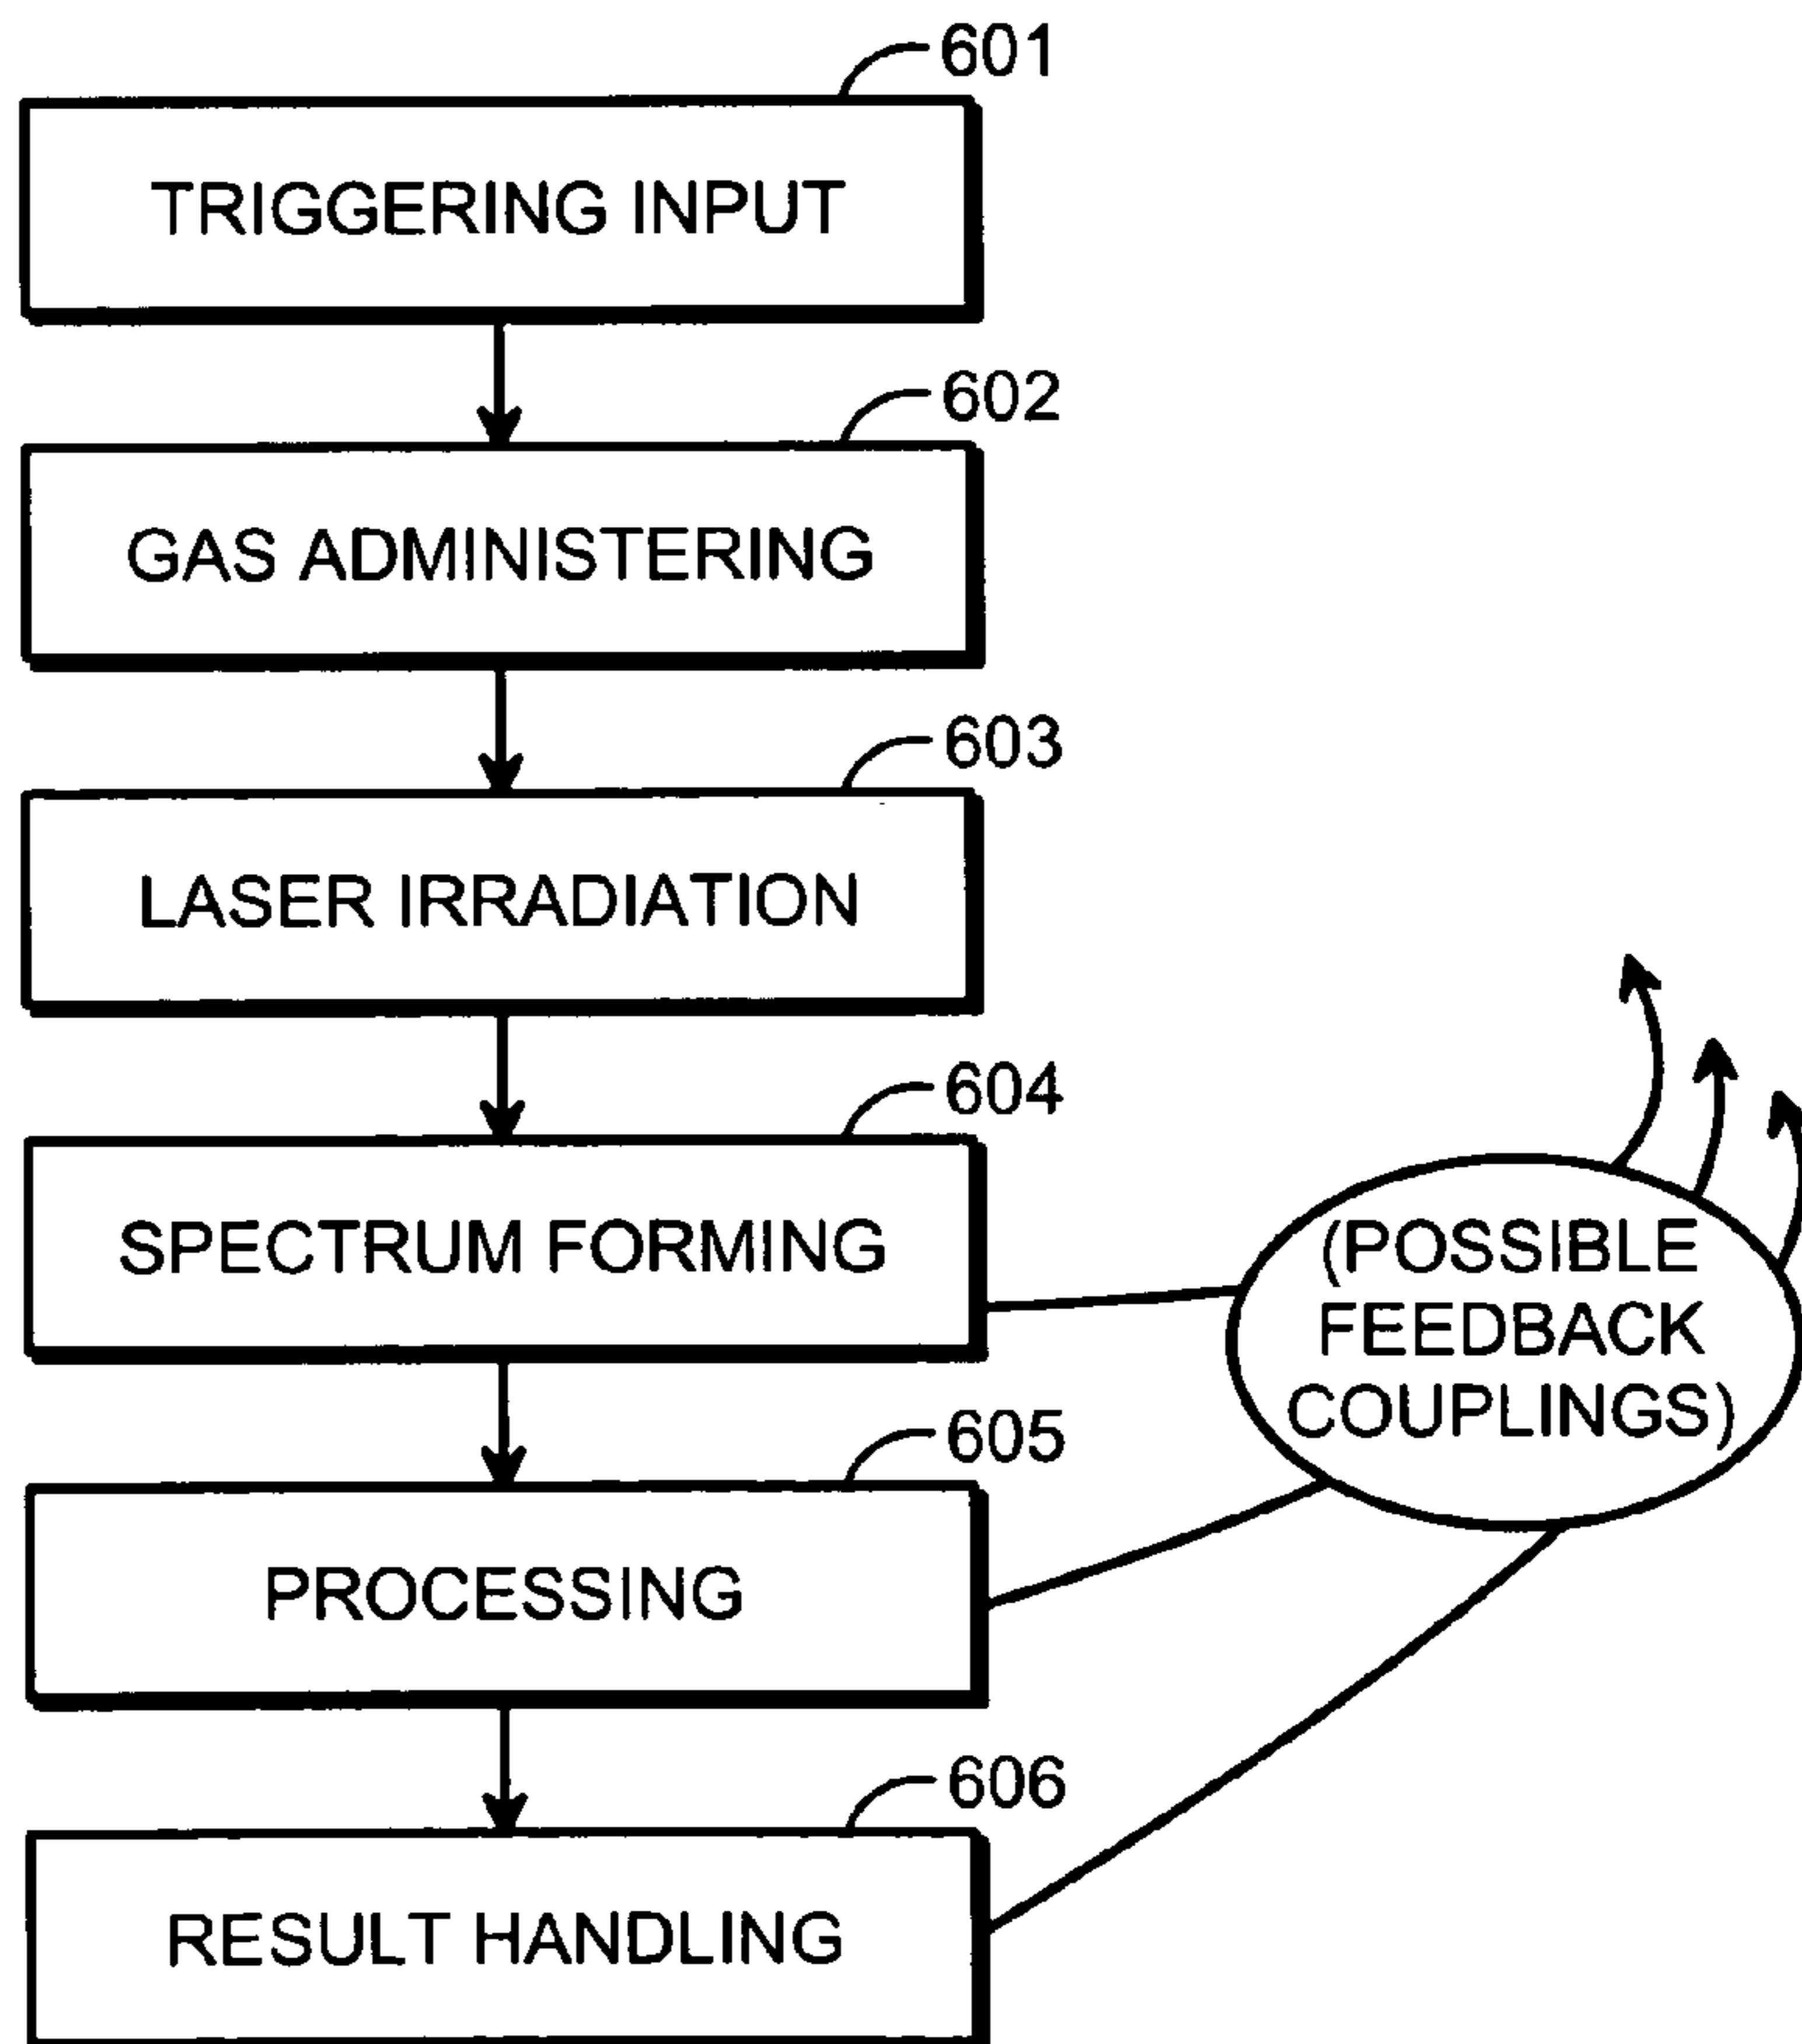 601
TRIGGERING INPUT
602
GAS ADMINISTERING
603
LASER IRRADIATION
604
SPECTRUM FORMING
(POSSIBLE
FEEDBACK
COUPLINGS)
605
PROCESSING
606
RESULT HANDLING